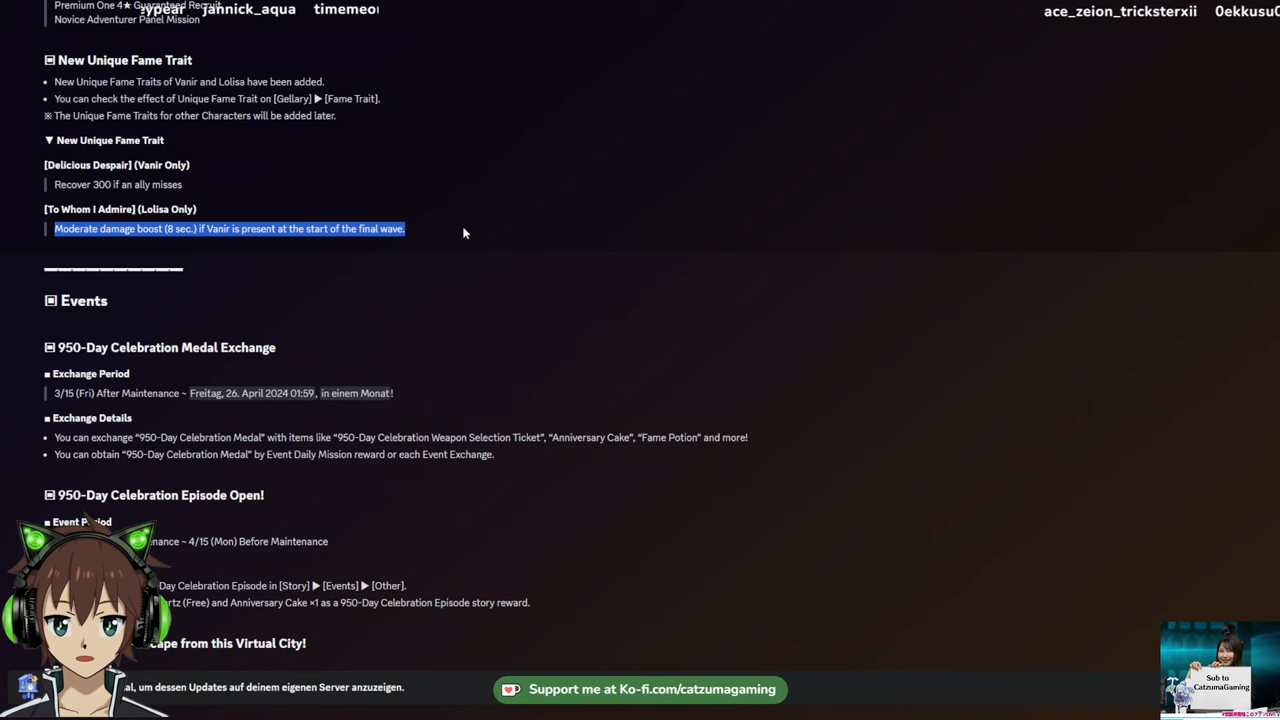 jannick_aqua timemeou
ace_zeion_tricksterxii 0ekkusu0
Premium One 4★ Guaranteed Recruit
Novice Adventurer Panel Mission
New Unique Fame Trait
• New Unique Fame Traits of Vanir and Lolisa have been added.
• You can check the effect of Unique Fame Trait on [Gellary] ▶ [Fame Trait].
※ The Unique Fame Traits for other Characters will be added later.
▼ New Unique Fame Trait
[Delicious Despair] (Vanir Only)
Recover 300 if an ally misses
[To Whom I Admire] (Lolisa Only)
Moderate damage boost (8 sec.) if Vanir is present at the start of the final wave.
Events
950-Day Celebration Medal Exchange
■ Exchange Period
3/15 (Fri) After Maintenance ~ Freitag, 26. April 2024 01:59, in einem Monat!
■ Exchange Details
• You can exchange “950-Day Celebration Medal” with items like “950-Day Celebration Weapon Selection Ticket”, “Anniversary Cake”, “Fame Potion” and more!
• You can obtain “950-Day Celebration Medal” by Event Daily Mission reward or each Event Exchange.
950-Day Celebration Episode Open!
■ Event Period
nance ~ 4/15 (Mon) Before Maintenance
Day Celebration Episode in [Story] ▶ [Events] ▶ [Other].
rtz (Free) and Anniversary Cake ×1 as a 950-Day Celebration Episode story reward.
cape from this Virtual City!
al, um dessen Updates auf deinem eigenen Server anzuzeigen.
Support me at Ko-fi.com/catzumagaming
Sub to
CatzumaGaming